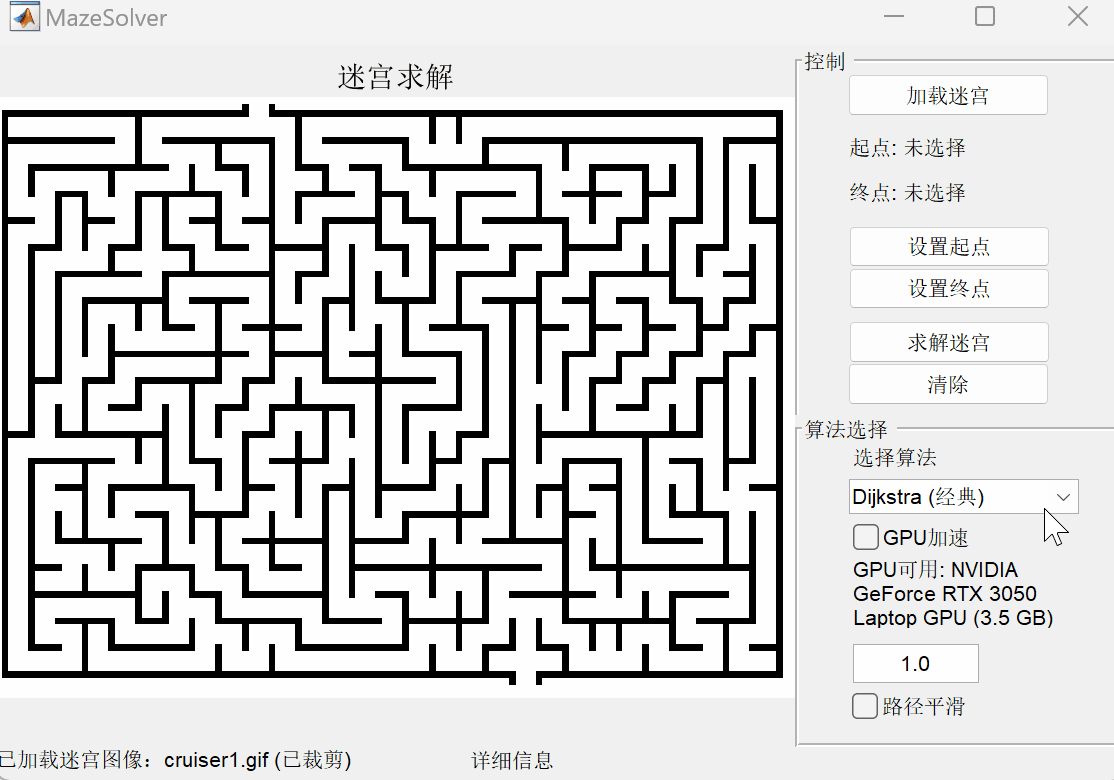 MazeSolver
迷宫求解
控制
加载迷宫
起点: 未选择
终点: 未选择
设置起点
设置终点
求解迷宫
清除
算法选择
选择算法
Dijkstra (经典)
GPU加速
GPU可用: NVIDIA
GeForce RTX 3050
Laptop GPU (3.5 GB)
1.0
路径平滑
已加载迷宫图像：cruiser1.gif (已裁剪)
详细信息